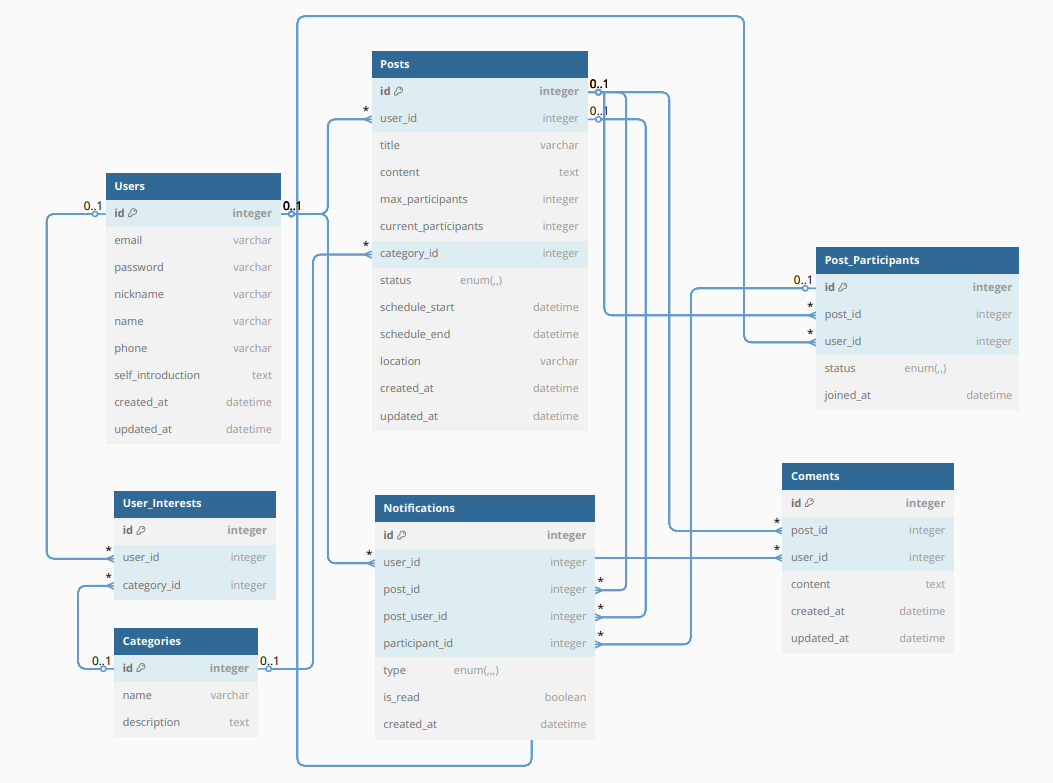 Posts
0..1
id integer
*
user_id integer
0..1
title varchar
content text
max_participants integer
current_participants integer
*
category_id integer
status enum(,,)
schedule_start datetime
schedule_end datetime
location varchar
created_at datetime
updated_at datetime
Users
0..1
id integer
0..1
email varchar
password varchar
nickname varchar
name varchar
phone varchar
self_introduction text
created_at datetime
updated_at datetime
Post_Participants
0..1
id integer
*
post_id integer
*
user_id integer
status enum(,,)
joined_at datetime
User_Interests
id integer
*
user_id integer
*
category_id integer
Categories
0..1
id integer
0..1
name varchar
description text
Notifications
id integer
*
user_id integer
post_id integer
*
post_user_id integer
*
participant_id integer
*
type enum(,,,)
is_read boolean
created_at datetime
Coments
id integer
*
post_id integer
*
user_id integer
content text
created_at datetime
updated_at datetime